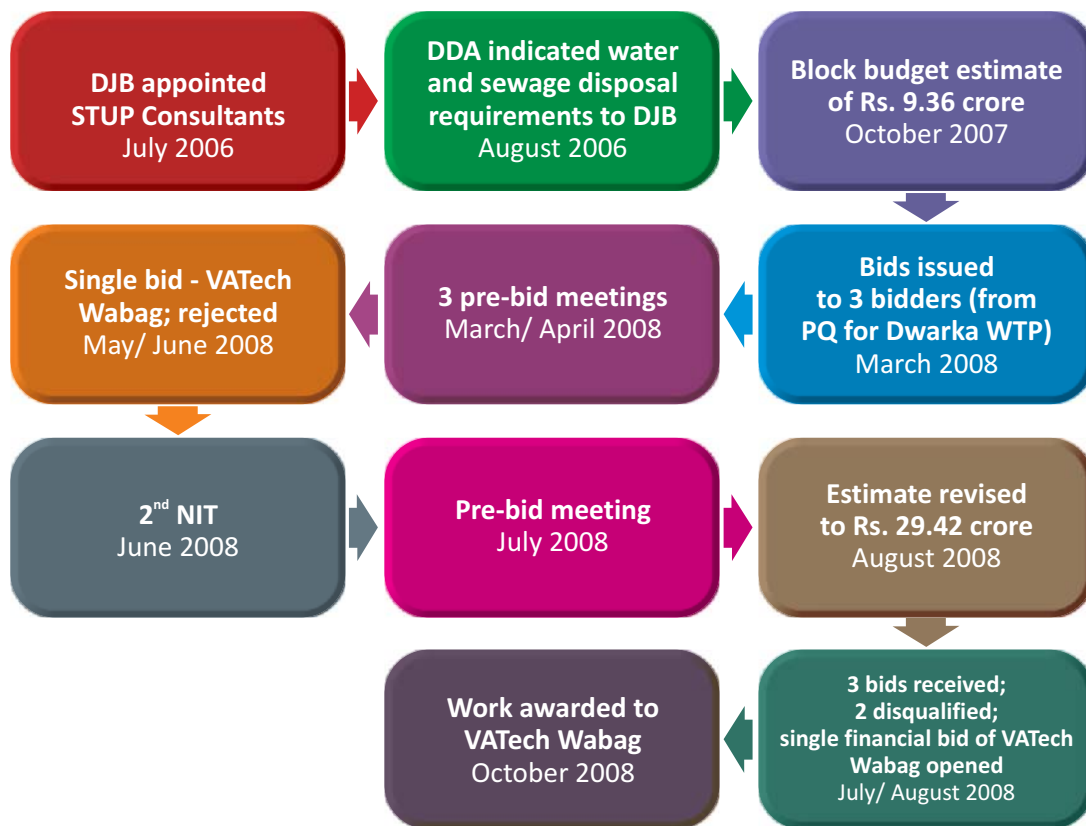 DJB appointed
STUP Consultants
July 2006
DDA indicated water
and sewage disposal
requirements to DJB
August 2006
Block budget estimate
of Rs. 9.36 crore
October 2007
Bids issued
to 3 bidders (from
PQ for Dwarka WTP)
March 2008
3 pre-bid meetings
March/ April 2008
Single bid - VATech
Wabag; rejected
May/ June 2008
2nd NIT
June 2008
Pre-bid meeting
July 2008
Estimate revised
to Rs. 29.42 crore
August 2008
3 bids received;
2 disqualified;
single financial bid of VATech
Wabag opened
July/ August 2008
Work awarded to
VATech Wabag
October 2008